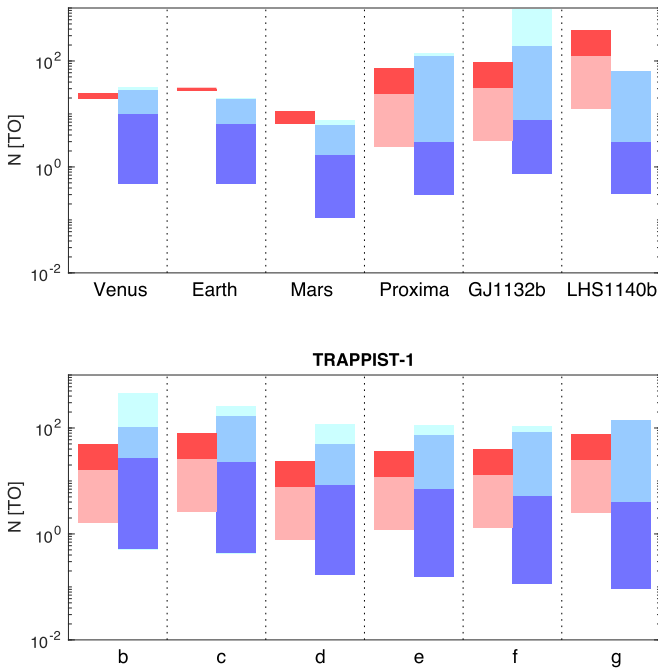 10^2
10^0
10^-2
N [TO]
Venus Earth Mars Proxima GJ1132b LHS1140b
TRAPPIST-1
10^2
10^0
10^-2
N [TO]
b c d e f g